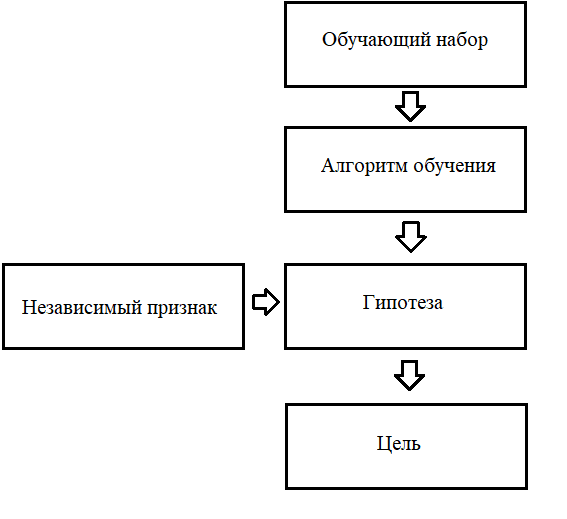 Обучающий набор
Алгоритм обучения
Независимый признак
Гипотеза
Цель